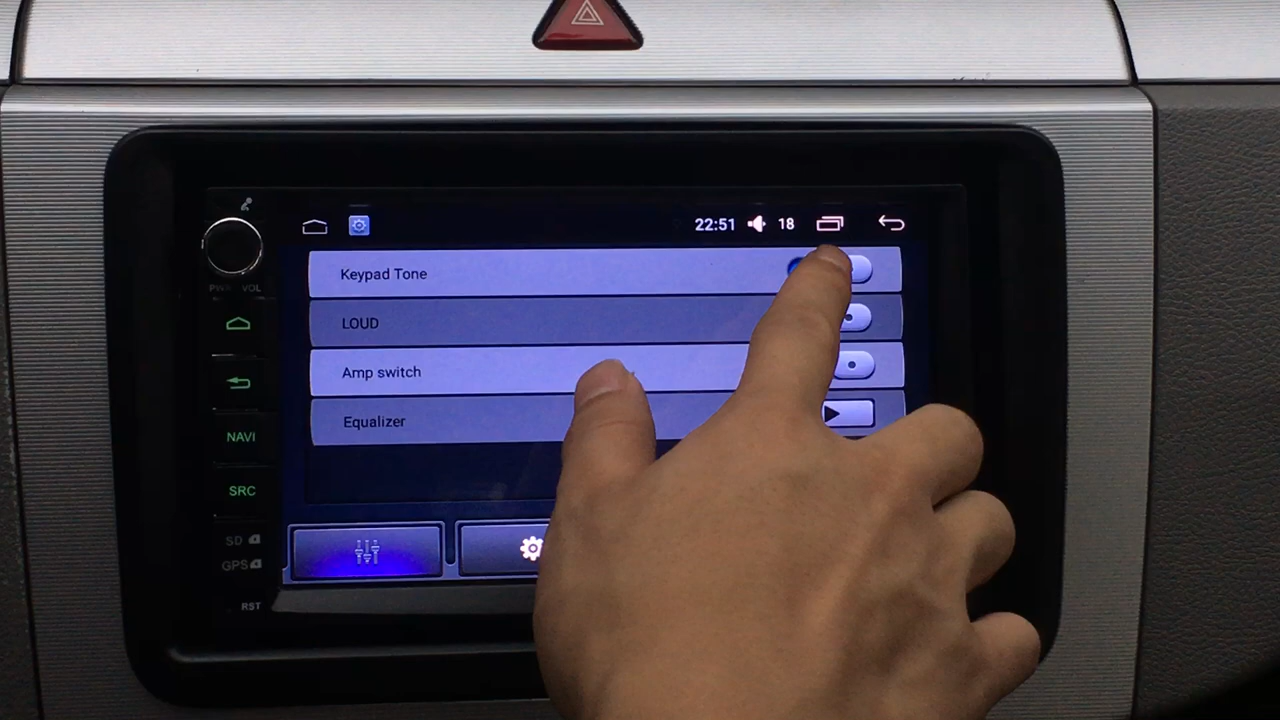 22:51 18
PWR VOL
Keypad Tone
LOUD
Amp switch
Equalizer
NAVI
SRC
SD
GPS
RST